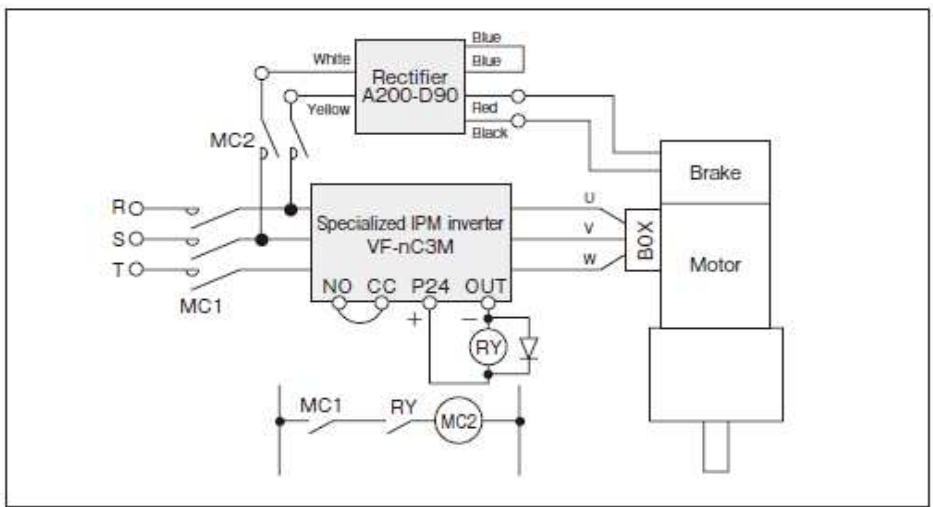 Blue
White
Blue
Rectifier
A200-D90
Yellow
Red
Black
MC2
Brake
R
S
T
Specialized IPM inverter
VF-nC3M
U
V
W
BOX
Motor
MC1
NO CC P24 OUT
+ −
RY
MC1 RY MC2